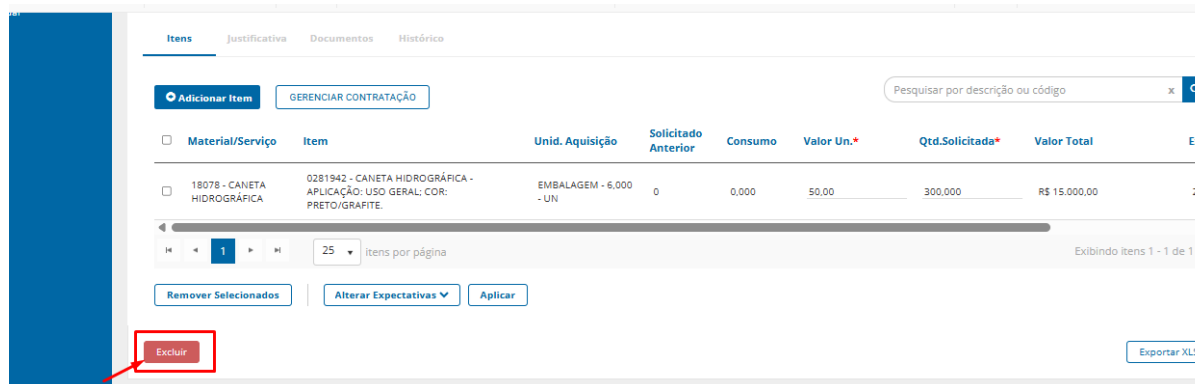 Itens Justificativa Documentos Histórico
Adicionar Item GERENCIAR CONTRATAÇÃO Pesquisar por descrição ou código x
Material/Serviço Item Unid. Aquisição Solicitado Anterior Consumo Valor Un.* Qtd.Solicitada* Valor Total
18078 - CANETA HIDROGRÁFICA 0281942 - CANETA HIDROGRÁFICA - APLICAÇÃO: USO GERAL; COR: PRETO/GRAFITE. EMBALAGEM - 6,000 - UN 0 0,000 50,00 300,000 R$ 15.000,00
1 25 itens por página Exibindo itens 1 - 1 de 1
Remover Selecionados Alterar Expectativas Aplicar
Excluir Exportar XLS